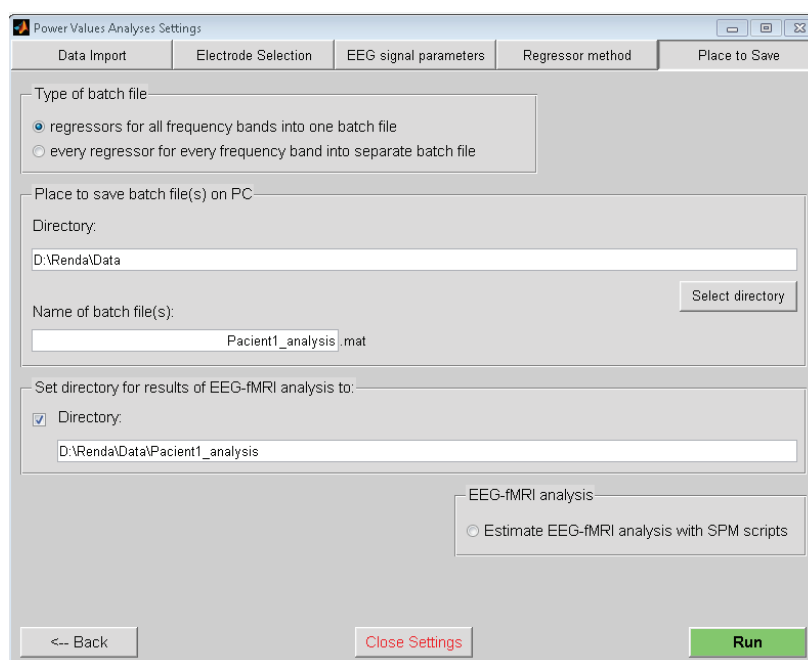 Power Values Analyses Settings
Data Import Electrode Selection EEG signal parameters Regressor method Place to Save
Type of batch file
regressors for all frequency bands into one batch file
every regressor for every frequency band into separate batch file
Place to save batch file(s) on PC
Directory:
D:\Renda\Data
Select directory
Name of batch file(s):
Pacient1_analysis .mat
Set directory for results of EEG-fMRI analysis to:
Directory:
D:\Renda\Data\Pacient1_analysis
EEG-fMRI analysis
Estimate EEG-fMRI analysis with SPM scripts
<-- Back Close Settings Run